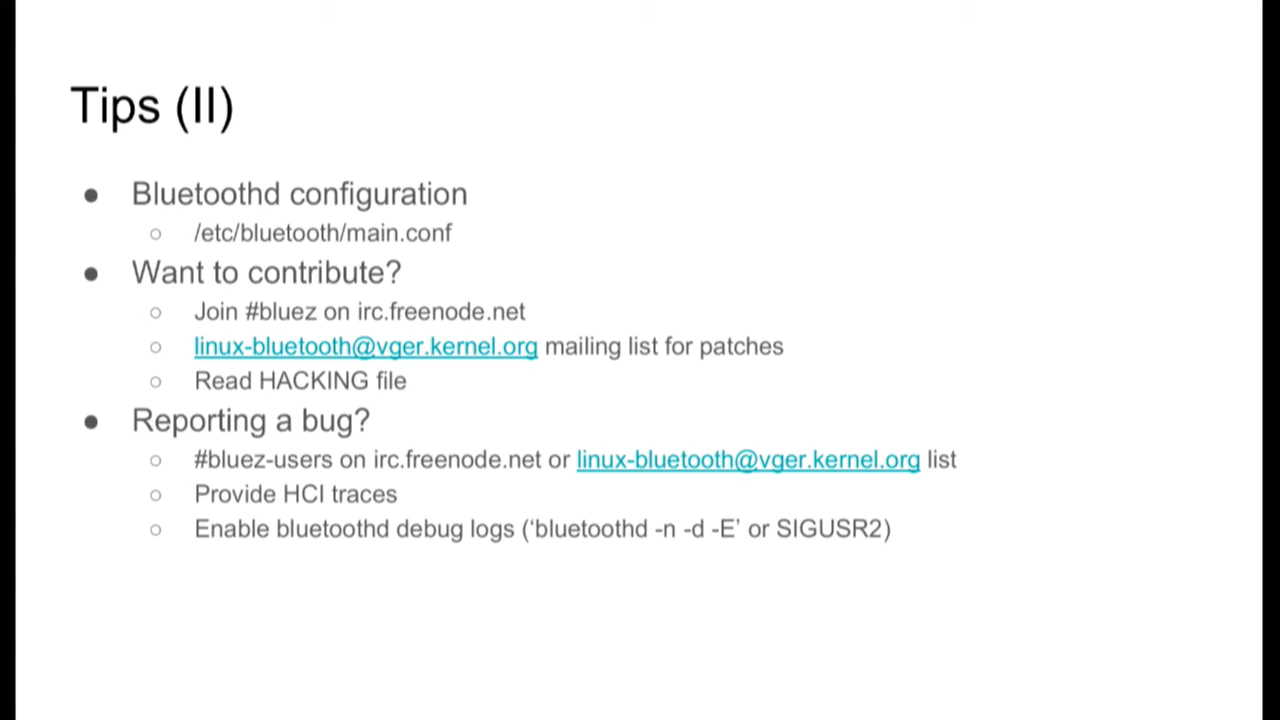 Tips (II)
● Bluetoothd configuration
○ /etc/bluetooth/main.conf
● Want to contribute?
○ Join #bluez on irc.freenode.net
○ linux-bluetooth@vger.kernel.org mailing list for patches
○ Read HACKING file
● Reporting a bug?
○ #bluez-users on irc.freenode.net or linux-bluetooth@vger.kernel.org list
○ Provide HCI traces
○ Enable bluetoothd debug logs (‘bluetoothd -n -d -E’ or SIGUSR2)